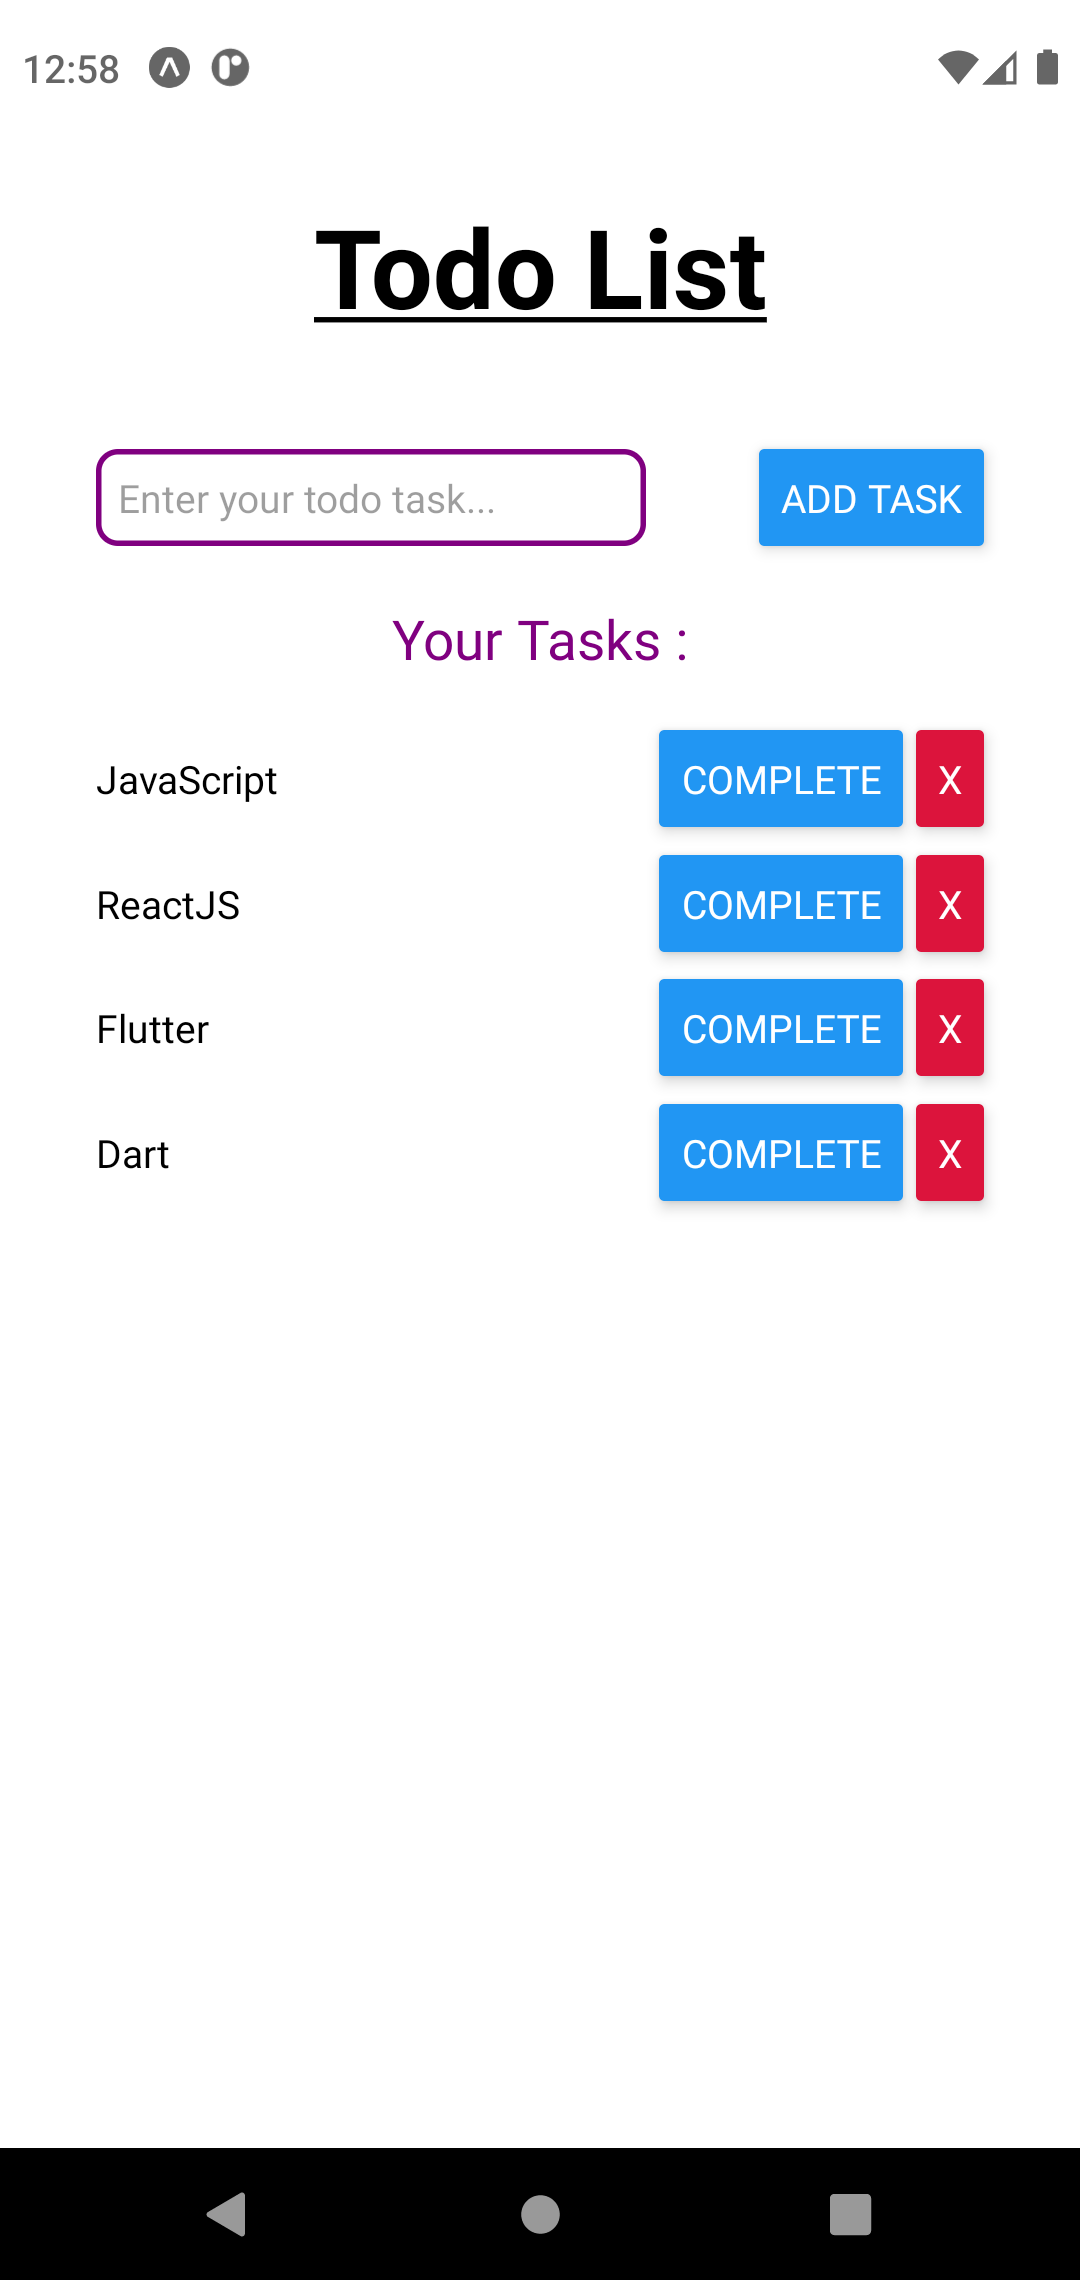 12:58
Todo List
Enter your todo task... ADD TASK
Your Tasks :
JavaScript COMPLETE X
ReactJS COMPLETE X
Flutter COMPLETE X
Dart COMPLETE X